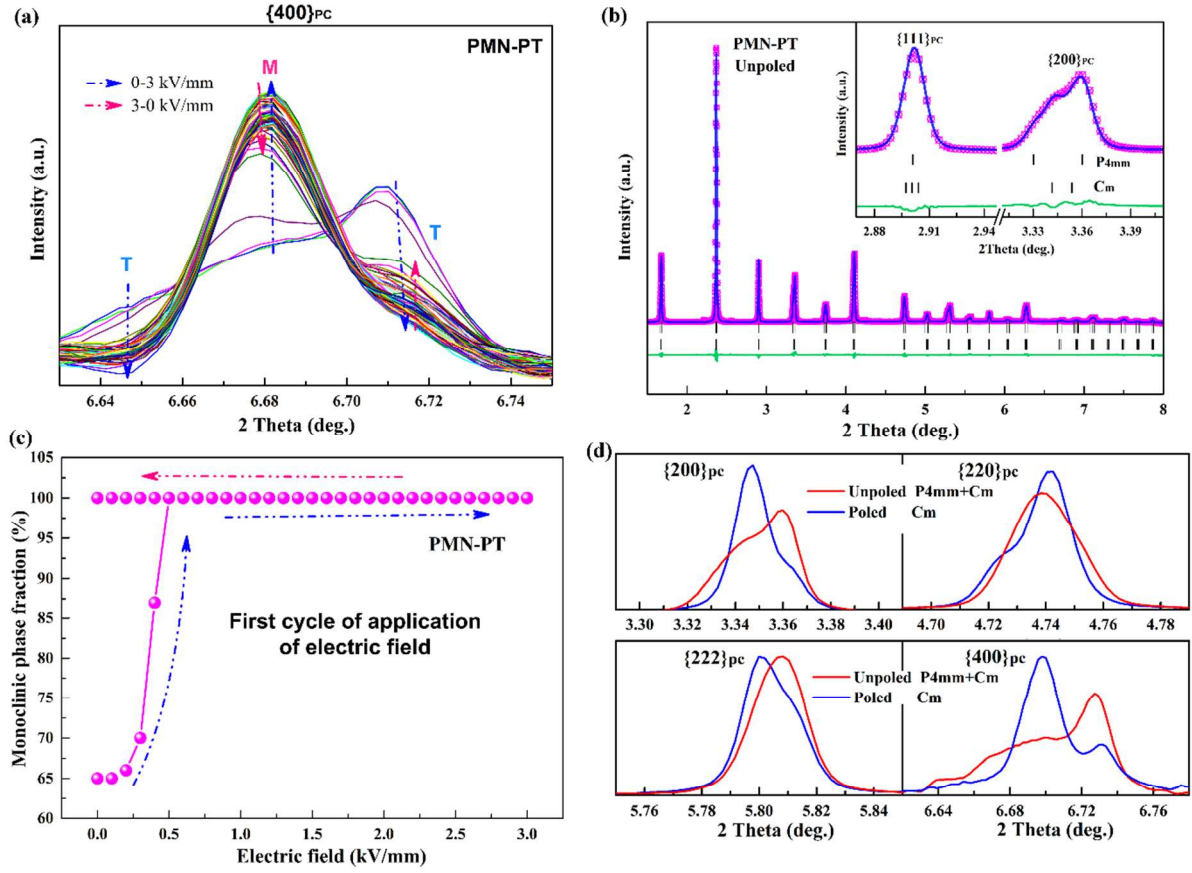 (a)
{400}PC
PMN-PT
0-3 kV/mm
3-0 kV/mm
M
T
T
Intensity (a.u.)
6.64 6.66 6.68 6.70 6.72 6.74
2 Theta (deg.)
(b)
PMN-PT
Unpoled
{111}PC
{200}PC
P4mm
Cm
Intensity (a.u.)
2.88 2.91 2.94 3.33 3.36 3.39
2Theta (deg.)
Intensity (a.u.)
2 3 4 5 6 7 8
2 Theta (deg.)
(c)
105
100
95
90
85
80
75
70
65
60
Monoclinic phase fraction (%)
PMN-PT
First cycle of application
of electric field
0.0 0.5 1.0 1.5 2.0 2.5 3.0
Electric field (kV/mm)
(d)
{200}pc
{220}pc
Unpoled P4mm+Cm
Poled Cm
3.30 3.32 3.34 3.36 3.38 3.40
4.70 4.72 4.74 4.76 4.78
{222}pc
{400}pc
Unpoled P4mm+Cm
Poled Cm
5.76 5.78 5.80 5.82 5.84
6.64 6.68 6.72 6.76
2 Theta (deg.)
2 Theta (deg.)